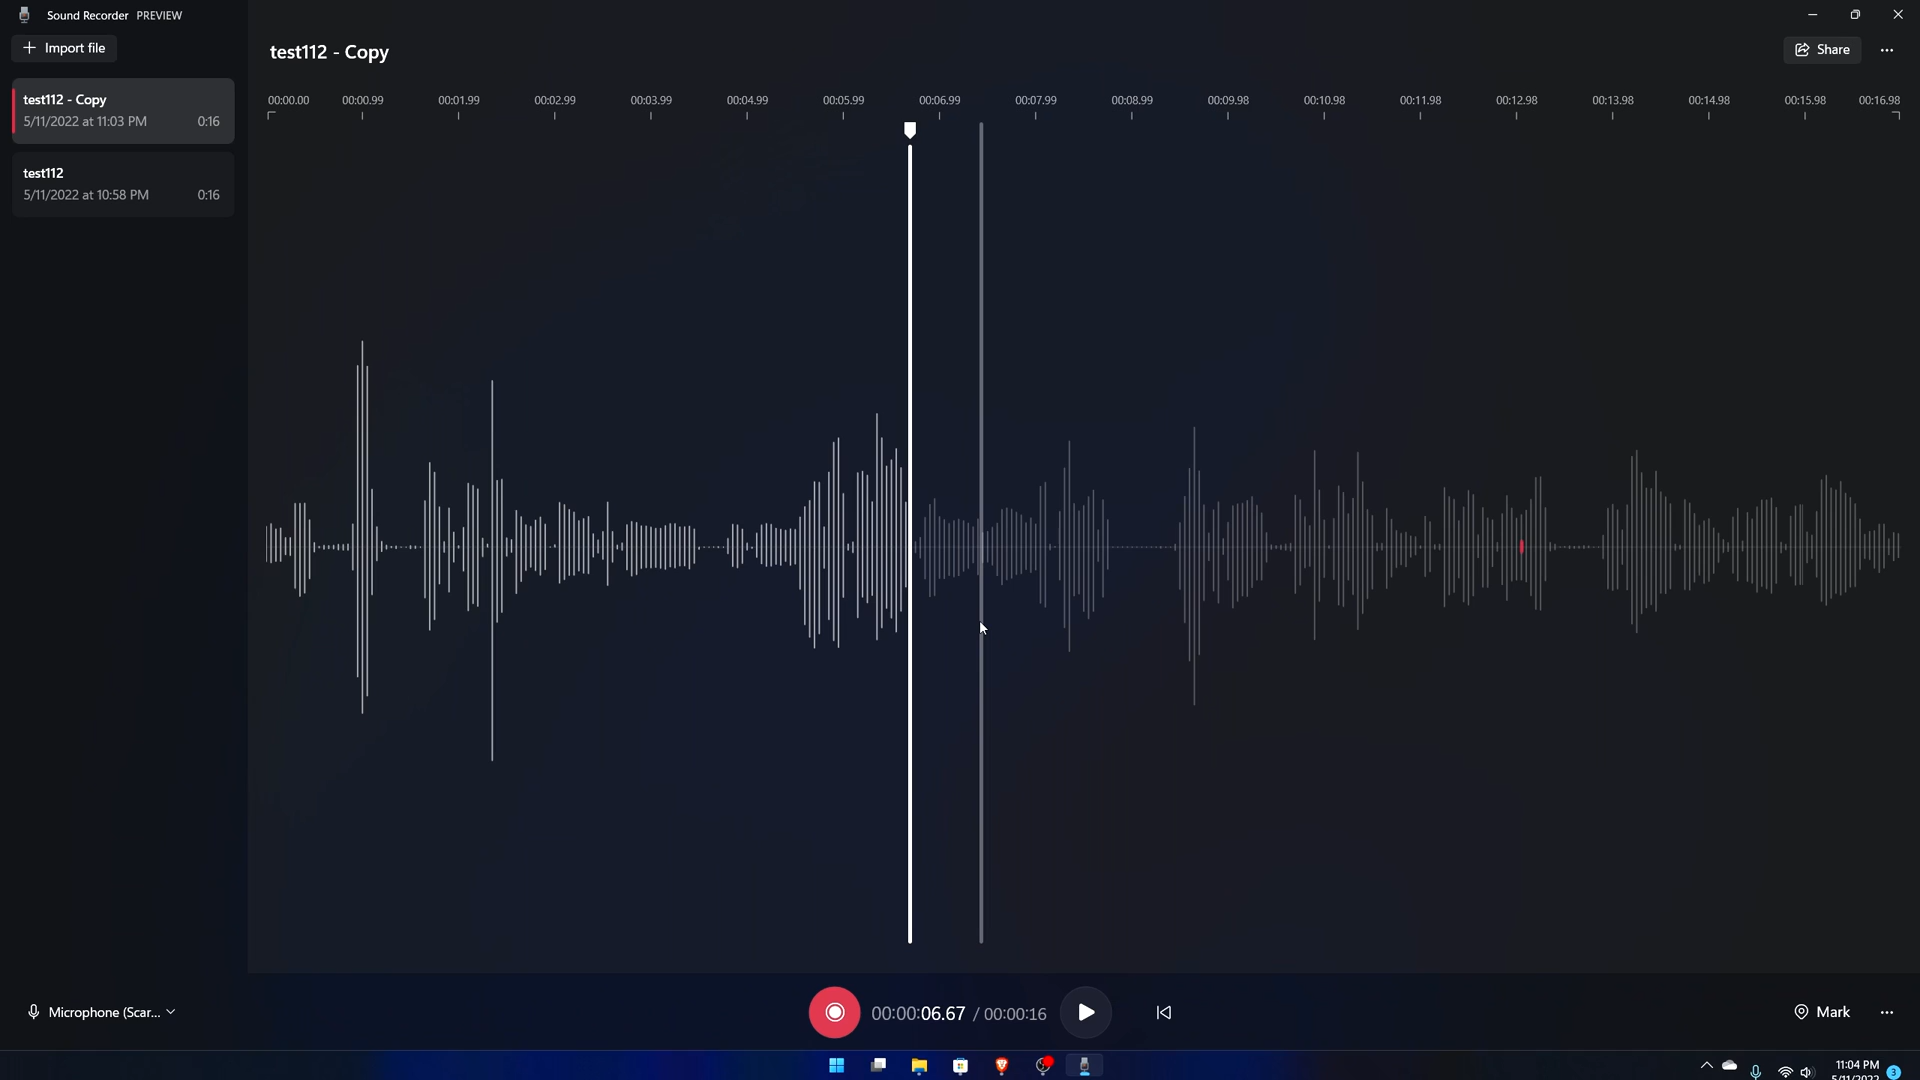 Sound Recorder PREVIEW
Import file
test112 - Copy
5/11/2022 at 11:03 PM 0:16
test112
5/11/2022 at 10:58 PM 0:16
test112 - Copy
Share
00:00.00 00:00.99 00:01.99 00:02.99 00:03.99 00:04.99 00:05.99 00:06.99 00:07.99 00:08.99 00:09.98 00:10.98 00:11.98 00:12.98 00:13.98 00:14.98 00:15.98 00:16.98
Microphone (Scar...
00:00:06.67 / 00:00:16
Mark
11:04 PM
5/11/2022
3